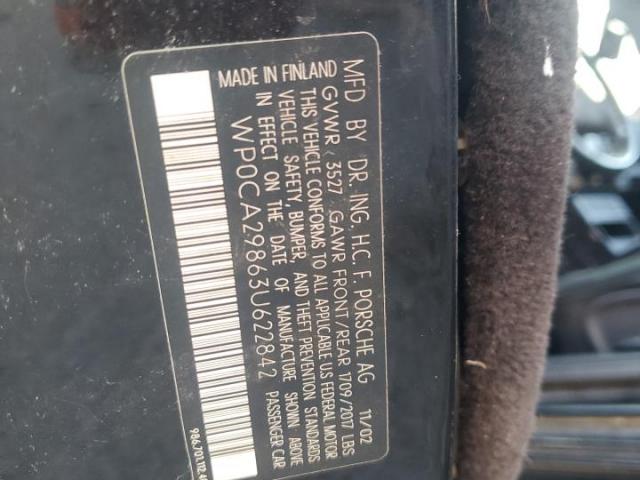 MFD BY DR. ING. H.C. F. PORSCHE AG 11/02
GVWR 3527 GAWR FRONT/REAR 1709/2017 LBS
THIS VEHICLE CONFORMS TO ALL APPLICABLE US FEDERAL MOTOR
VEHICLE SAFETY, BUMPER, AND THEFT PREVENTION STANDARDS
IN EFFECT ON THE DATE OF MANUFACTURE SHOWN ABOVE
WP0CA29863U622842 PASSENGER CAR
MADE IN FINLAND